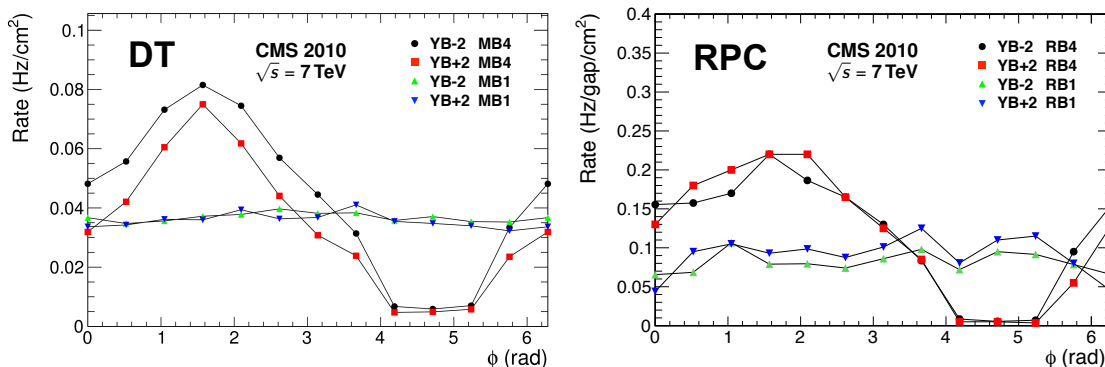 DT
CMS 2010
√s = 7 TeV
YB-2 MB4
YB+2 MB4
YB-2 MB1
YB+2 MB1
Rate (Hz/cm²)
0.1
0.08
0.06
0.04
0.02
0
0 1 2 3 4 5 6
ϕ (rad)
RPC
CMS 2010
√s = 7 TeV
YB-2 RB4
YB+2 RB4
YB-2 RB1
YB+2 RB1
Rate (Hz/gap/cm²)
0.4
0.35
0.3
0.25
0.2
0.15
0.1
0.05
0
0 1 2 3 4 5 6
ϕ (rad)